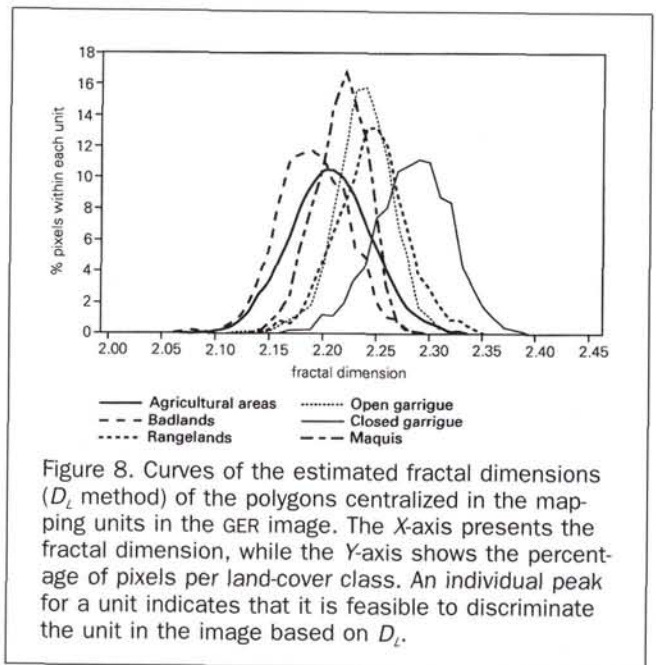 18
16
14
12
10
8
6
4
2
0
% pixels within each unit
2.00 2.05 2.10 2.15 2.20 2.25 2.30 2.35 2.40 2.45
fractal dimension
Agricultural areas Open garrigue
Badlands Closed garrigue
Rangelands Maquis
Figure 8. Curves of the estimated fractal dimensions
(D_L method) of the polygons centralized in the map-
ping units in the GER image. The X-axis presents the
fractal dimension, while the Y-axis shows the percent-
age of pixels per land-cover class. An individual peak
for a unit indicates that it is feasible to discriminate
the unit in the image based on D_L.